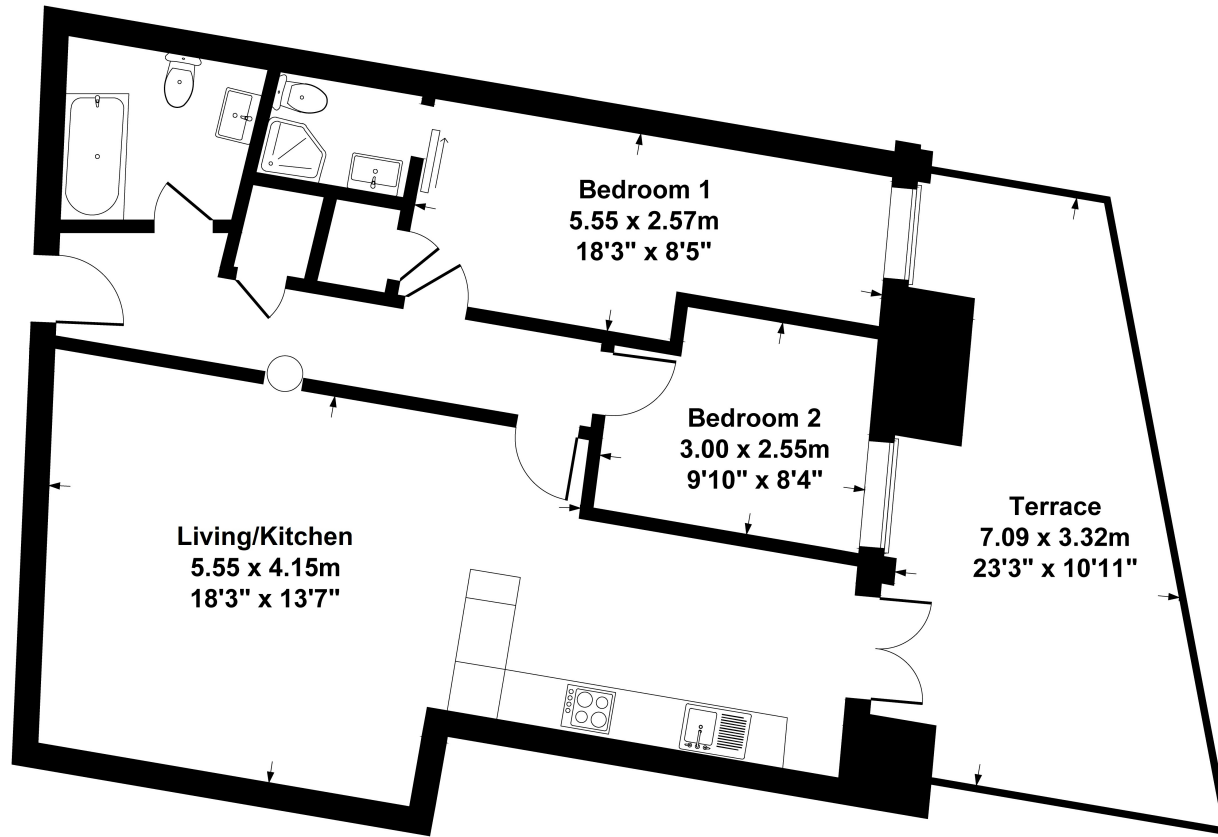 Bedroom 1
5.55 x 2.57m
18'3" x 8'5"
Bedroom 2
3.00 x 2.55m
9'10" x 8'4"
Living/Kitchen
5.55 x 4.15m
18'3" x 13'7"
Terrace
7.09 x 3.32m
23'3" x 10'11"